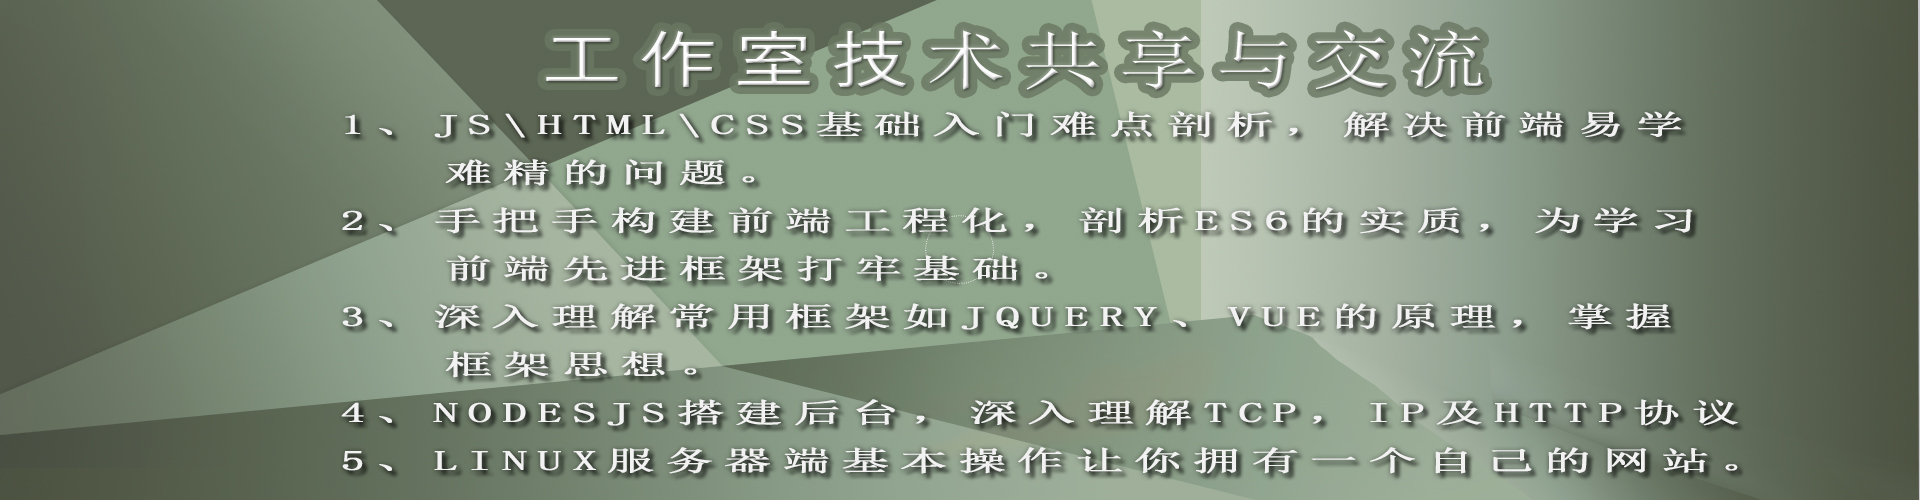 工作室技术共享与交流
1、JS\HTML\CSS基础入门难点剖析，解决前端易学
难精的问题。
2、手把手构建前端工程化，剖析ES6的实质，为学习
前端先进框架打牢基础。
3、深入理解常用框架如JQUERY、VUE的原理，掌握
框架思想。
4、NODESJS搭建后台，深入理解TCP，IP及HTTP协议
5、LINUX服务器端基本操作让你拥有一个自己的网站。